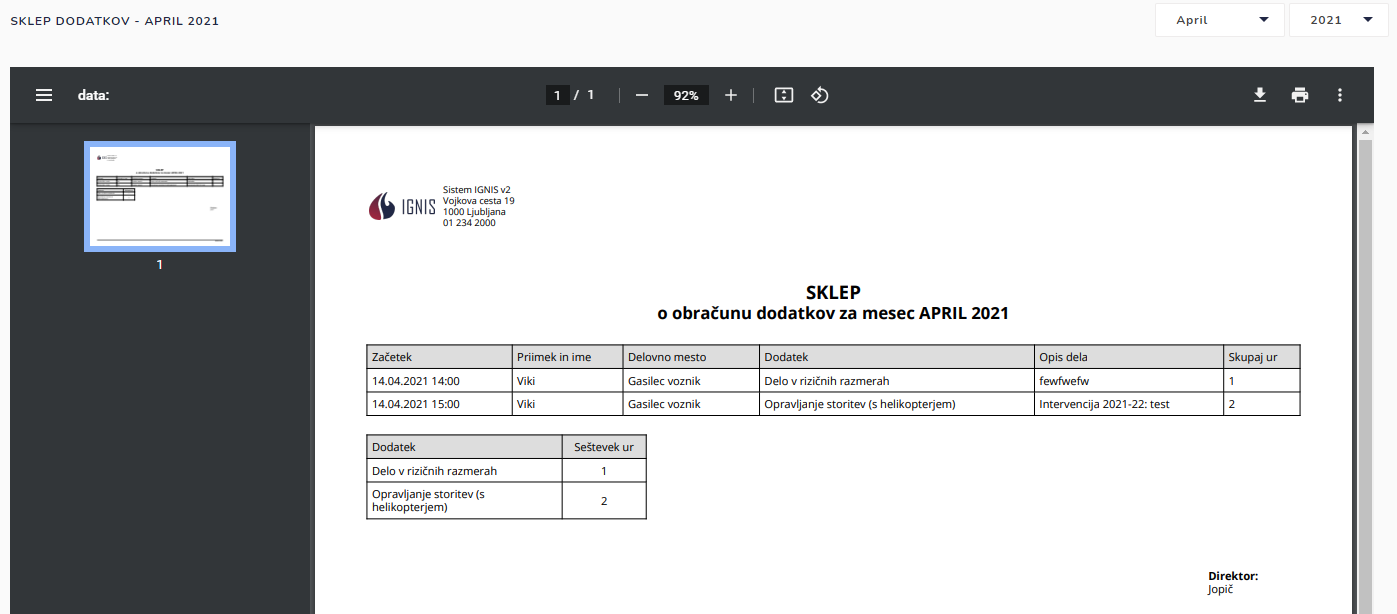 SKLEP DODATKOV - APRIL 2021
April 2021
data: 1 / 1 92%
1
IGNIS
Sistem IGNIS v2
Vojkova cesta 19
1000 Ljubljana
01 234 2000
SKLEP
o obračunu dodatkov za mesec APRIL 2021
Začetek Priimek in ime Delovno mesto Dodatek Opis dela Skupaj ur
14.04.2021 14:00 Viki Gasilec voznik Delo v rizičnih razmerah fewfwefw 1
14.04.2021 15:00 Viki Gasilec voznik Opravljanje storitev (s helikopterjem) Intervencija 2021-22: test 2
Dodatek Seštevek ur
Delo v rizičnih razmerah 1
Opravljanje storitev (s
helikopterjem) 2
Direktor:
Jopič